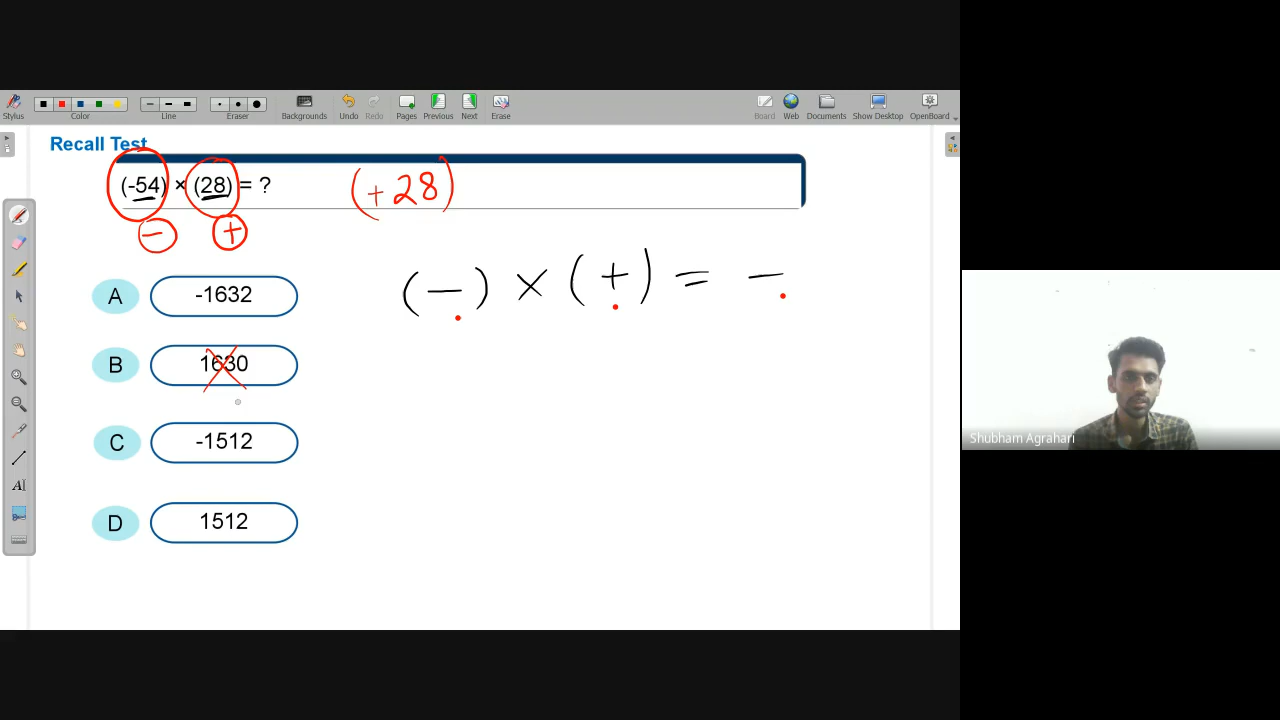 Stylus
Color
Line
Eraser
Backgrounds
Undo
Redo
Pages
Previous
Next
Erase
Board
Web
Documents
Show Desktop
OpenBoard
Recall Test
(-54) × (28) = ?
(+28)
−
+
(−) × (+) = −
A
-1632
B
1630
C
-1512
D
1512
AI
Shubham Agrahari